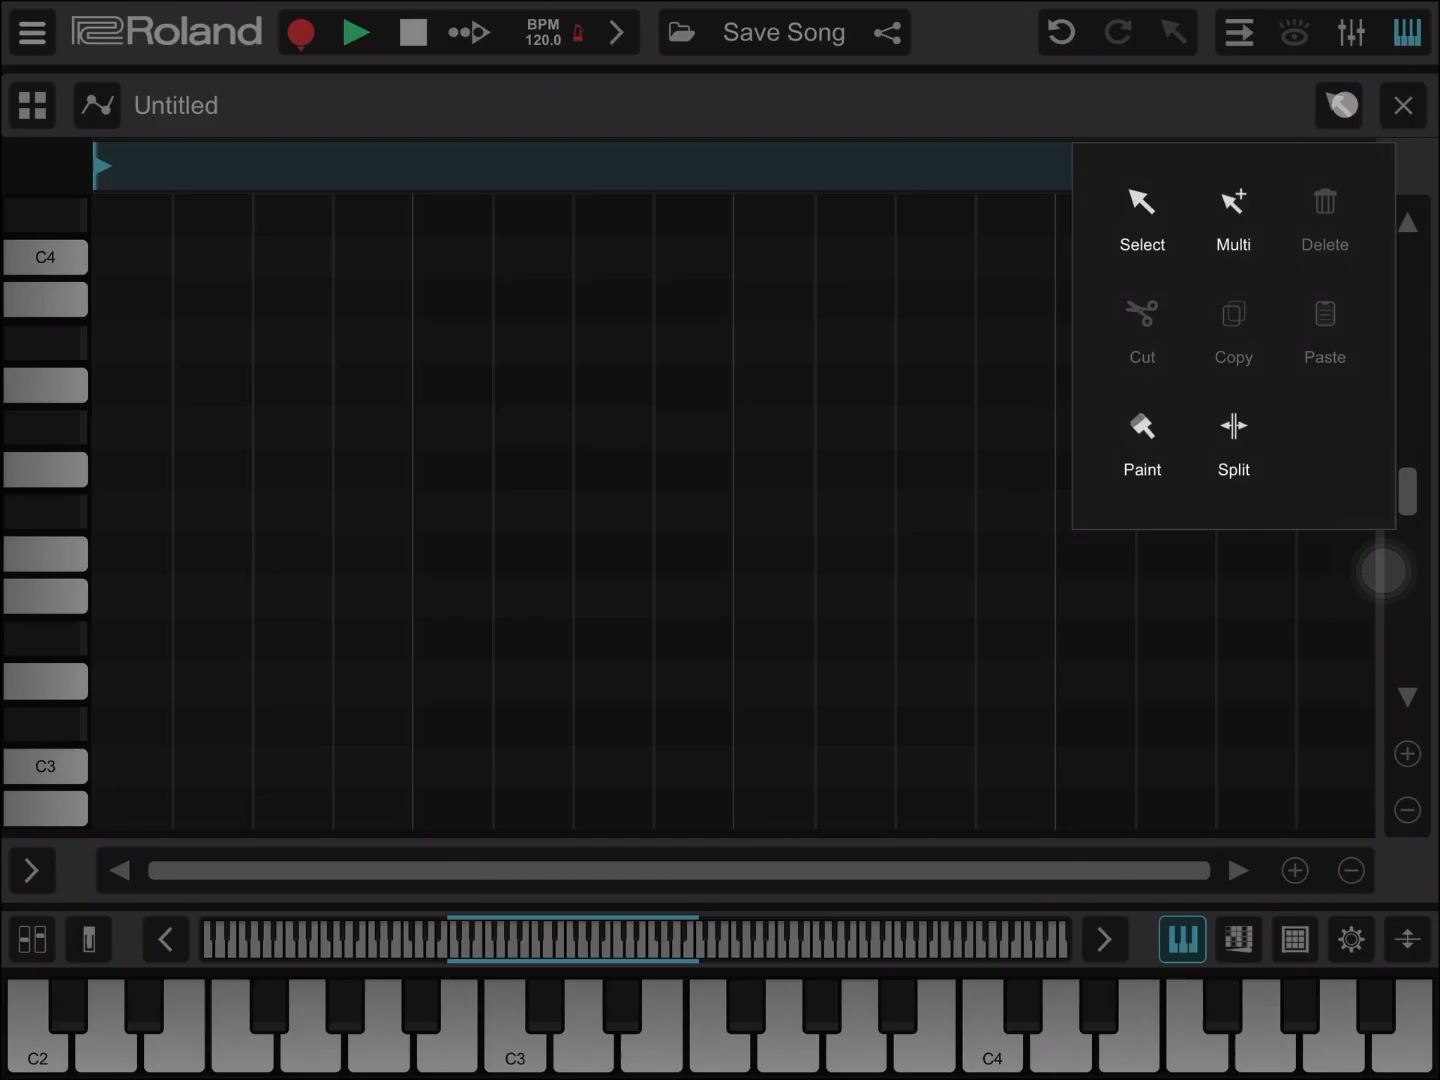 Roland
BPM
120.0
Save Song
Untitled
Select
Multi
Delete
Cut
Copy
Paste
Paint
Split
C4
C3
C2
C3
C4